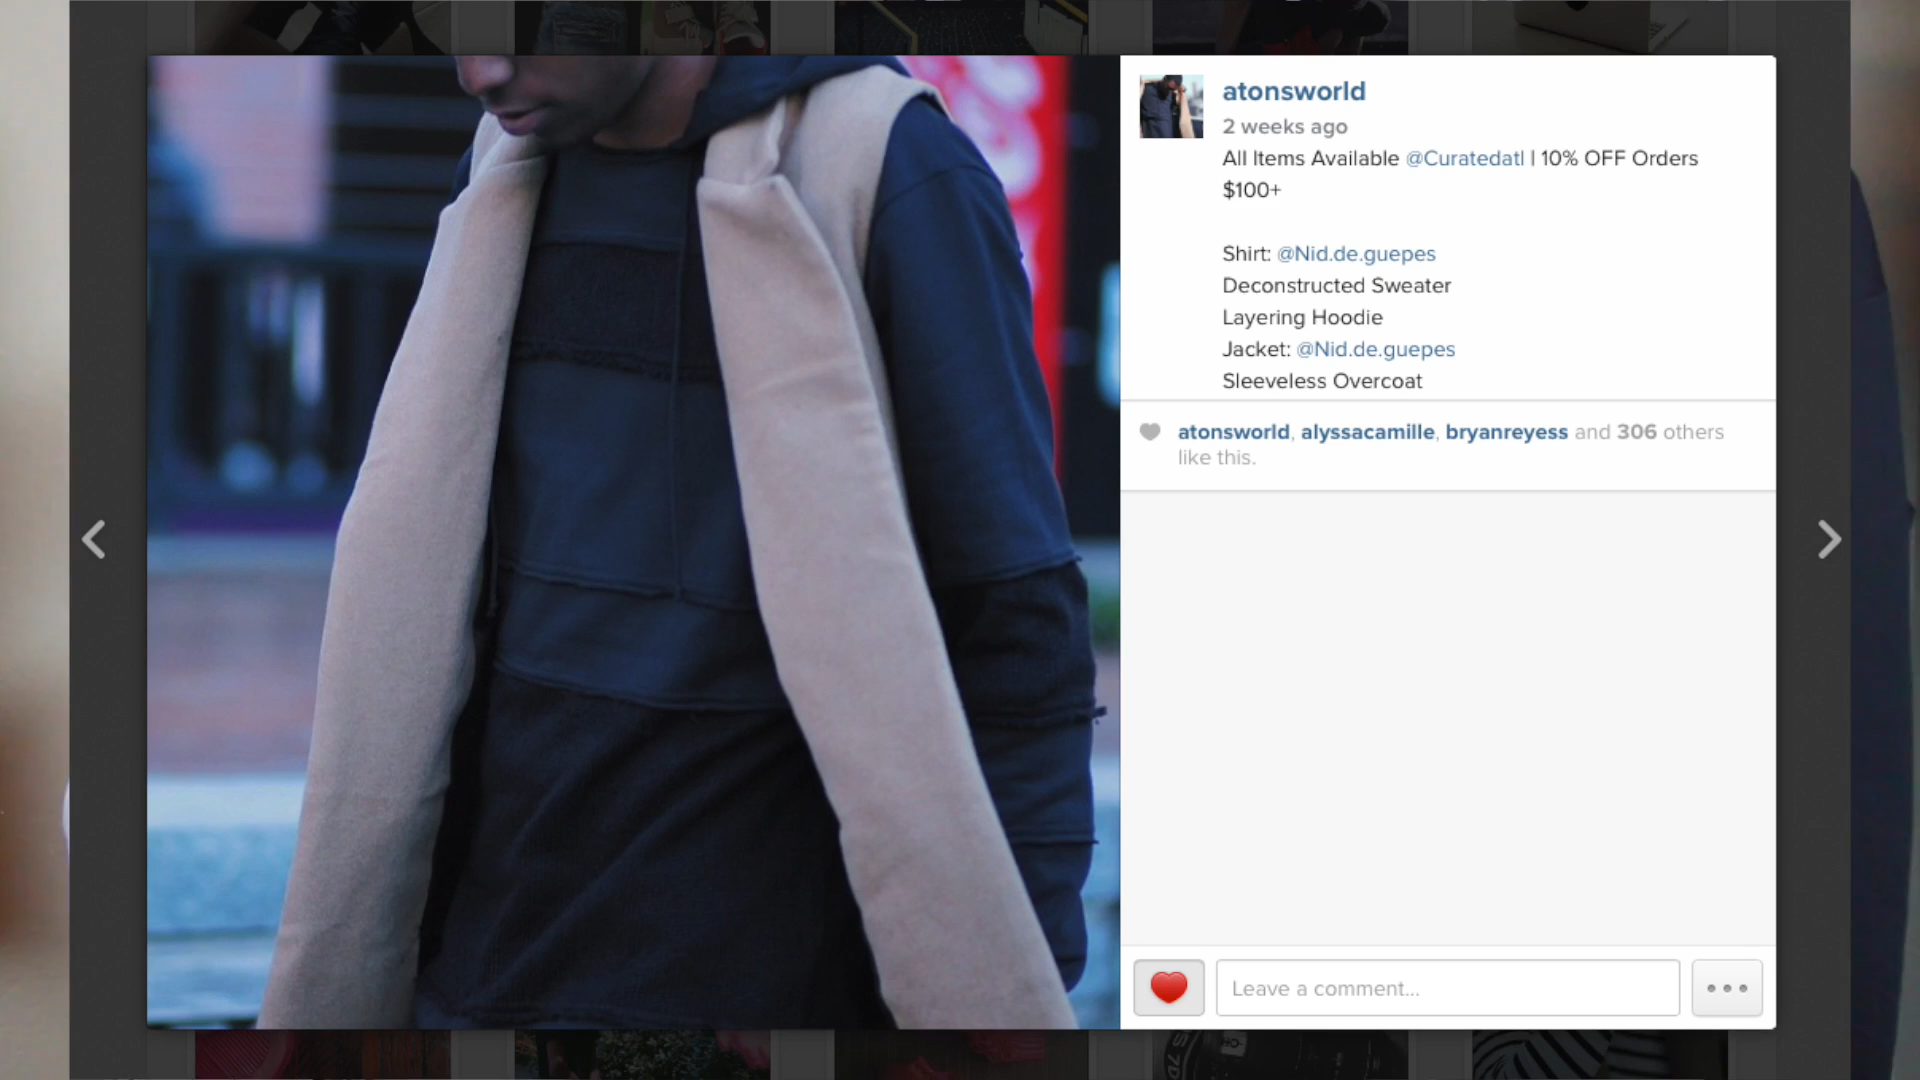 atonsworld
2 weeks ago
All Items Available @Curatedatl | 10% OFF Orders
$100+
Shirt: @Nid.de.guepes
Deconstructed Sweater
Layering Hoodie
Jacket: @Nid.de.guepes
Sleeveless Overcoat
atonsworld, alyssacamille, bryanreyess and 306 others
like this.
Leave a comment...